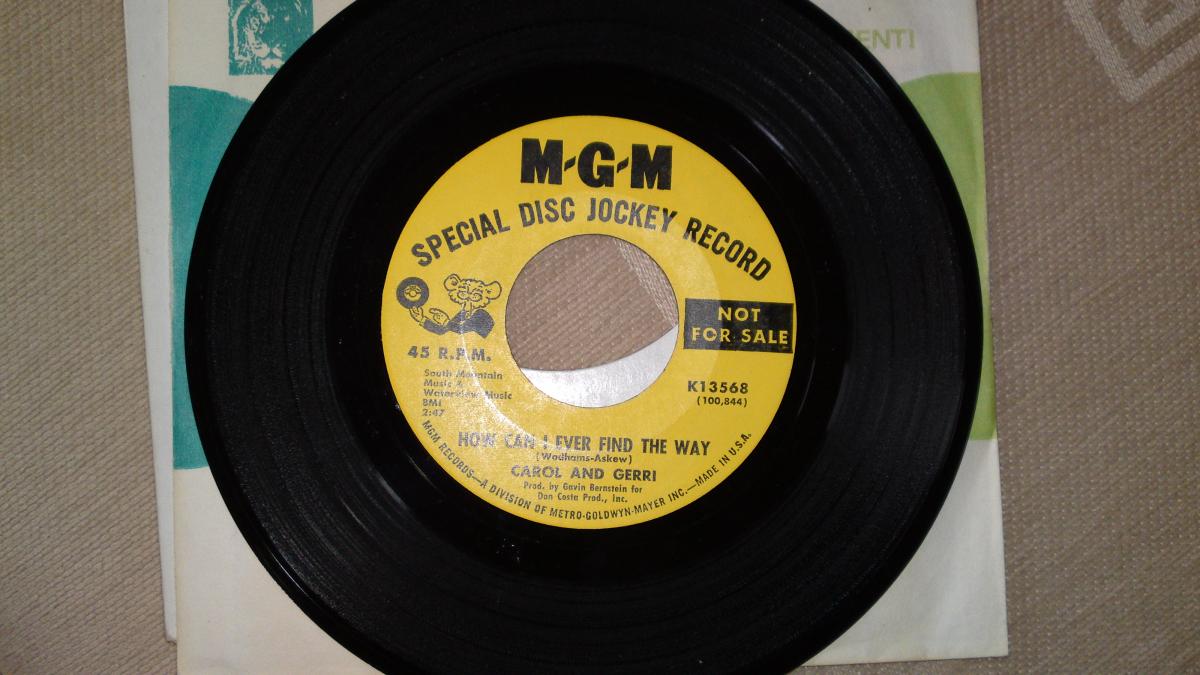 ENTI
M-G-M
SPECIAL DISC JOCKEY RECORD
NOT
FOR SALE
45 R.P.M.
South Mountain
Music &
Waterview Music
BMI
2:47
K13568
(100,844)
HOW CAN I EVER FIND THE WAY
(Wadhams-Askew)
CAROL AND GERRI
Prod. by Gavin Bernstein for
Don Costa Prod., Inc.
MGM RECORDS—A DIVISION OF METRO-GOLDWYN-MAYER INC.—MADE IN U.S.A.